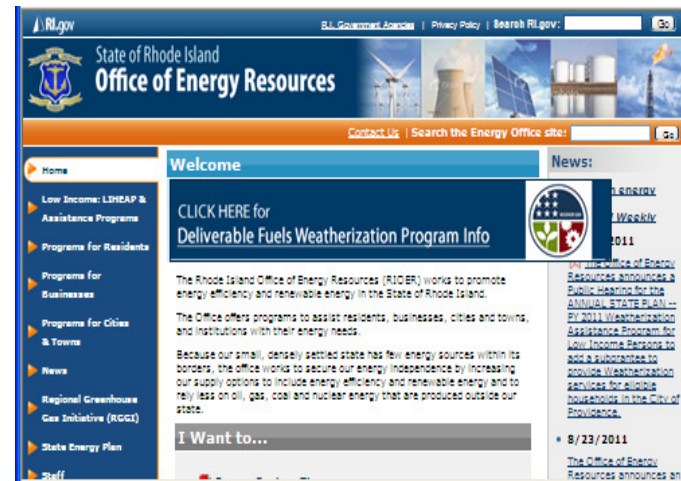 RI.gov
R.I. Government Agencies | Privacy Policy | Search RI.gov: Go
State of Rhode Island
Office of Energy Resources
Contact Us | Search the Energy Office site: Go
Home
Low Income: LIHEAP &
Assistance Programs
Programs for Residents
Programs for
Businesses
Programs for Cities
& Towns
News
Regional Greenhouse
Gas Initiative (RGGI)
State Energy Plan
Staff
Welcome
CLICK HERE for
Deliverable Fuels Weatherization Program Info
The Rhode Island Office of Energy Resources (RIOER) works to promote
energy efficiency and renewable energy in the State of Rhode Island.
The Office offers programs to assist residents, businesses, cities and towns,
and institutions with their energy needs.
Because our small, densely settled state has few energy sources within its
borders, the office works to secure our energy independence by increasing
our supply options to include energy efficiency and renewable energy and to
rely less on oil, gas, coal and nuclear energy that are produced outside our
state.
I Want to...
News:
energy
Weekly
2011
The Office of Energy
Resources announces a
Public Hearing for the
ANNUAL STATE PLAN --
PY 2011 Weatherization
Assistance Program for
Low Income Persons to
add a subgrantee to
provide Weatherization
services for eligible
households in the City of
Providence.
8/23/2011
The Office of Energy
Resources announces an